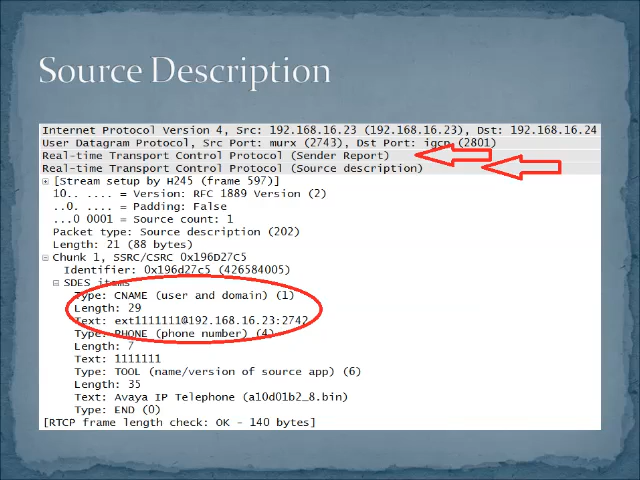 Source Description
Internet Protocol Version 4, Src: 192.168.16.23 (192.168.16.23), Dst: 192.168.16.24
User Datagram Protocol, Src Port: murx (2743), Dst Port: igcp (2801)
Real-time Transport Control Protocol (Sender Report)
Real-time Transport Control Protocol (Source description)
[Stream setup by H245 (frame 597)]
10.. .... = Version: RFC 1889 Version (2)
..0. .... = Padding: False
...0 0001 = Source count: 1
Packet type: Source description (202)
Length: 21 (88 bytes)
Chunk 1, SSRC/CSRC 0x196D27C5
Identifier: 0x196d27c5 (426584005)
SDES items
Type: CNAME (user and domain) (1)
Length: 29
Text: ext1111111@192.168.16.23:2742
Type: PHONE (phone number) (4)
Length: 7
Text: 1111111
Type: TOOL (name/version of source app) (6)
Length: 35
Text: Avaya IP Telephone (a10d01b2_8.bin)
Type: END (0)
[RTCP frame length check: OK - 140 bytes]